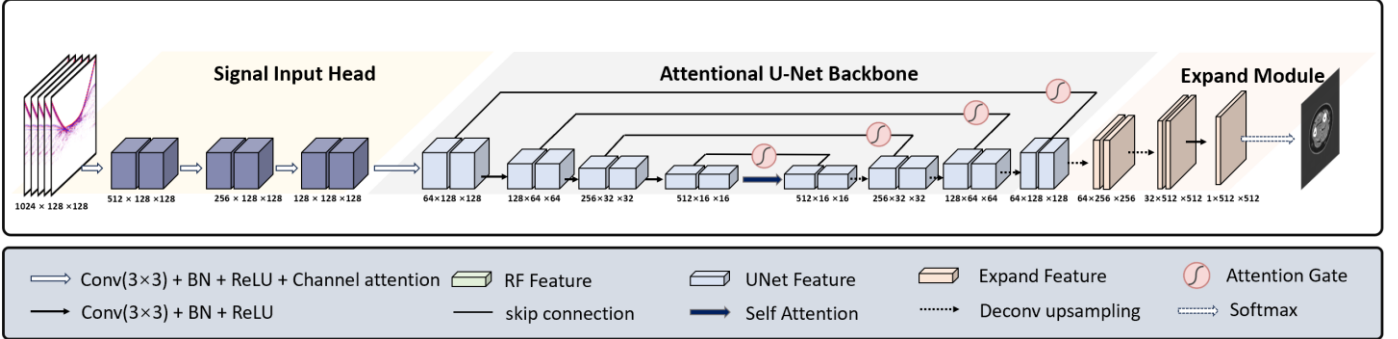 Signal Input Head
Attentional U-Net Backbone
Expand Module
1024 × 128 ×128
512 × 128 ×128
256 × 128 ×128
128 × 128 ×128
64×128 ×128
128×64 ×64
256×32 ×32
512×16 ×16
512×16 ×16
256×32 ×32
128×64 ×64
64×128 ×128
64×256 ×256
32×512 ×512
1×512 ×512
Conv(3×3) + BN + ReLU + Channel attention
RF Feature
UNet Feature
Expand Feature
Attention Gate
Conv(3×3) + BN + ReLU
skip connection
Self Attention
Deconv upsampling
Softmax